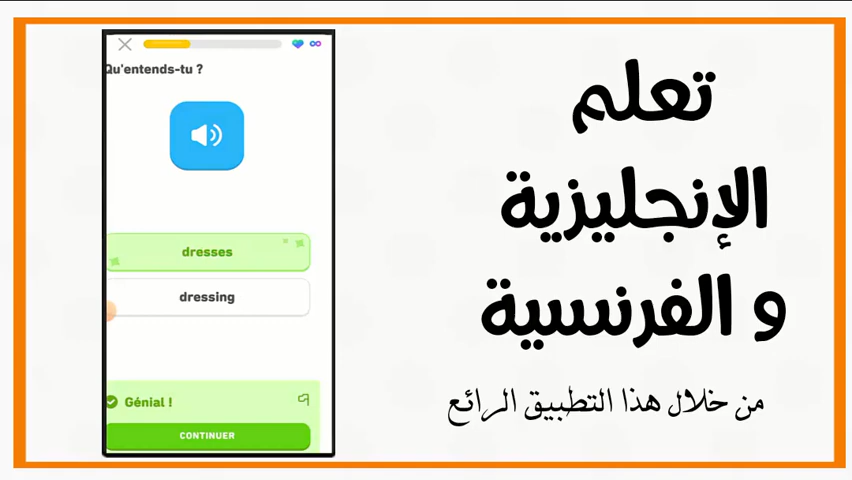 Qu'entends-tu ?
dresses
dressing
Génial !
CONTINUER
تعلم
الإنجليزية
و الفرنسية
من خلال هذا التطبيق الرائع